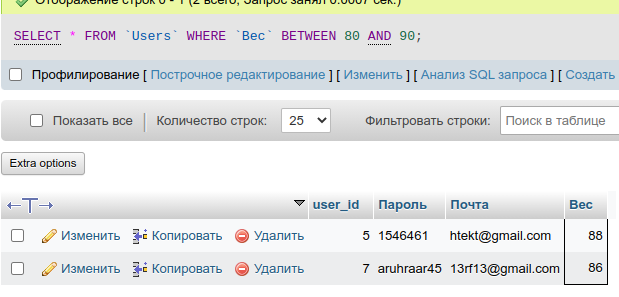 Отображение строк 0 - 1 (2 всего, Запрос занял 0.0007 сек.)
SELECT * FROM `Users` WHERE `Вес` BETWEEN 80 AND 90;
Профилирование [ Построчное редактирование ] [ Изменить ] [ Анализ SQL запроса ] [ Создать
Показать все Количество строк: 25 Фильтровать строки: Поиск в таблице
Extra options
←T→ user_id Пароль Почта Вес
Изменить Копировать Удалить 5 1546461 htekt@gmail.com 88
Изменить Копировать Удалить 7 aruhraar45 13rf13@gmail.com 86